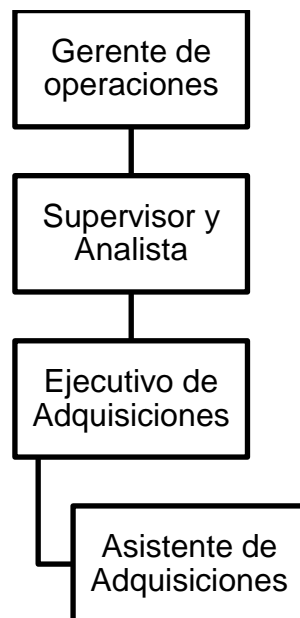 Gerente de
operaciones
Supervisor y
Analista
Ejecutivo de
Adquisiciones
Asistente de
Adquisiciones